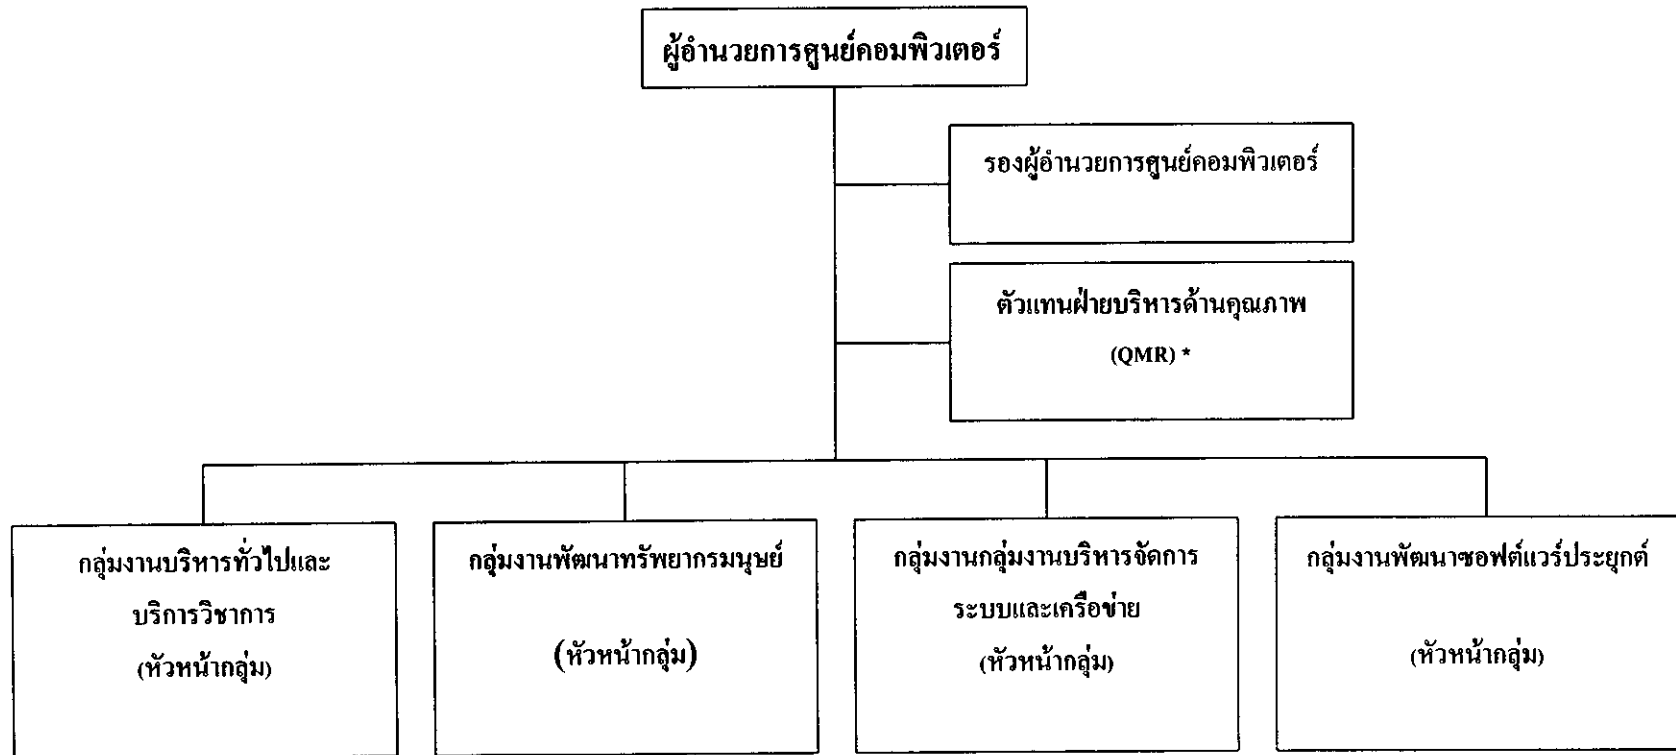 ผู้อำนวยการศูนย์คอมพิวเตอร์
รองผู้อำนวยการศูนย์คอมพิวเตอร์
ตัวแทนฝ่ายบริหารด้านคุณภาพ
(QMR) *
กลุ่มงานบริหารทั่วไปและ
บริการวิชาการ
(หัวหน้ากลุ่ม)
กลุ่มงานพัฒนาทรัพยากรมนุษย์
(หัวหน้ากลุ่ม)
กลุ่มงานกลุ่มงานบริหารจัดการ
ระบบและเครือข่าย
(หัวหน้ากลุ่ม)
กลุ่มงานพัฒนาซอฟต์แวร์ประยุกต์
(หัวหน้ากลุ่ม)